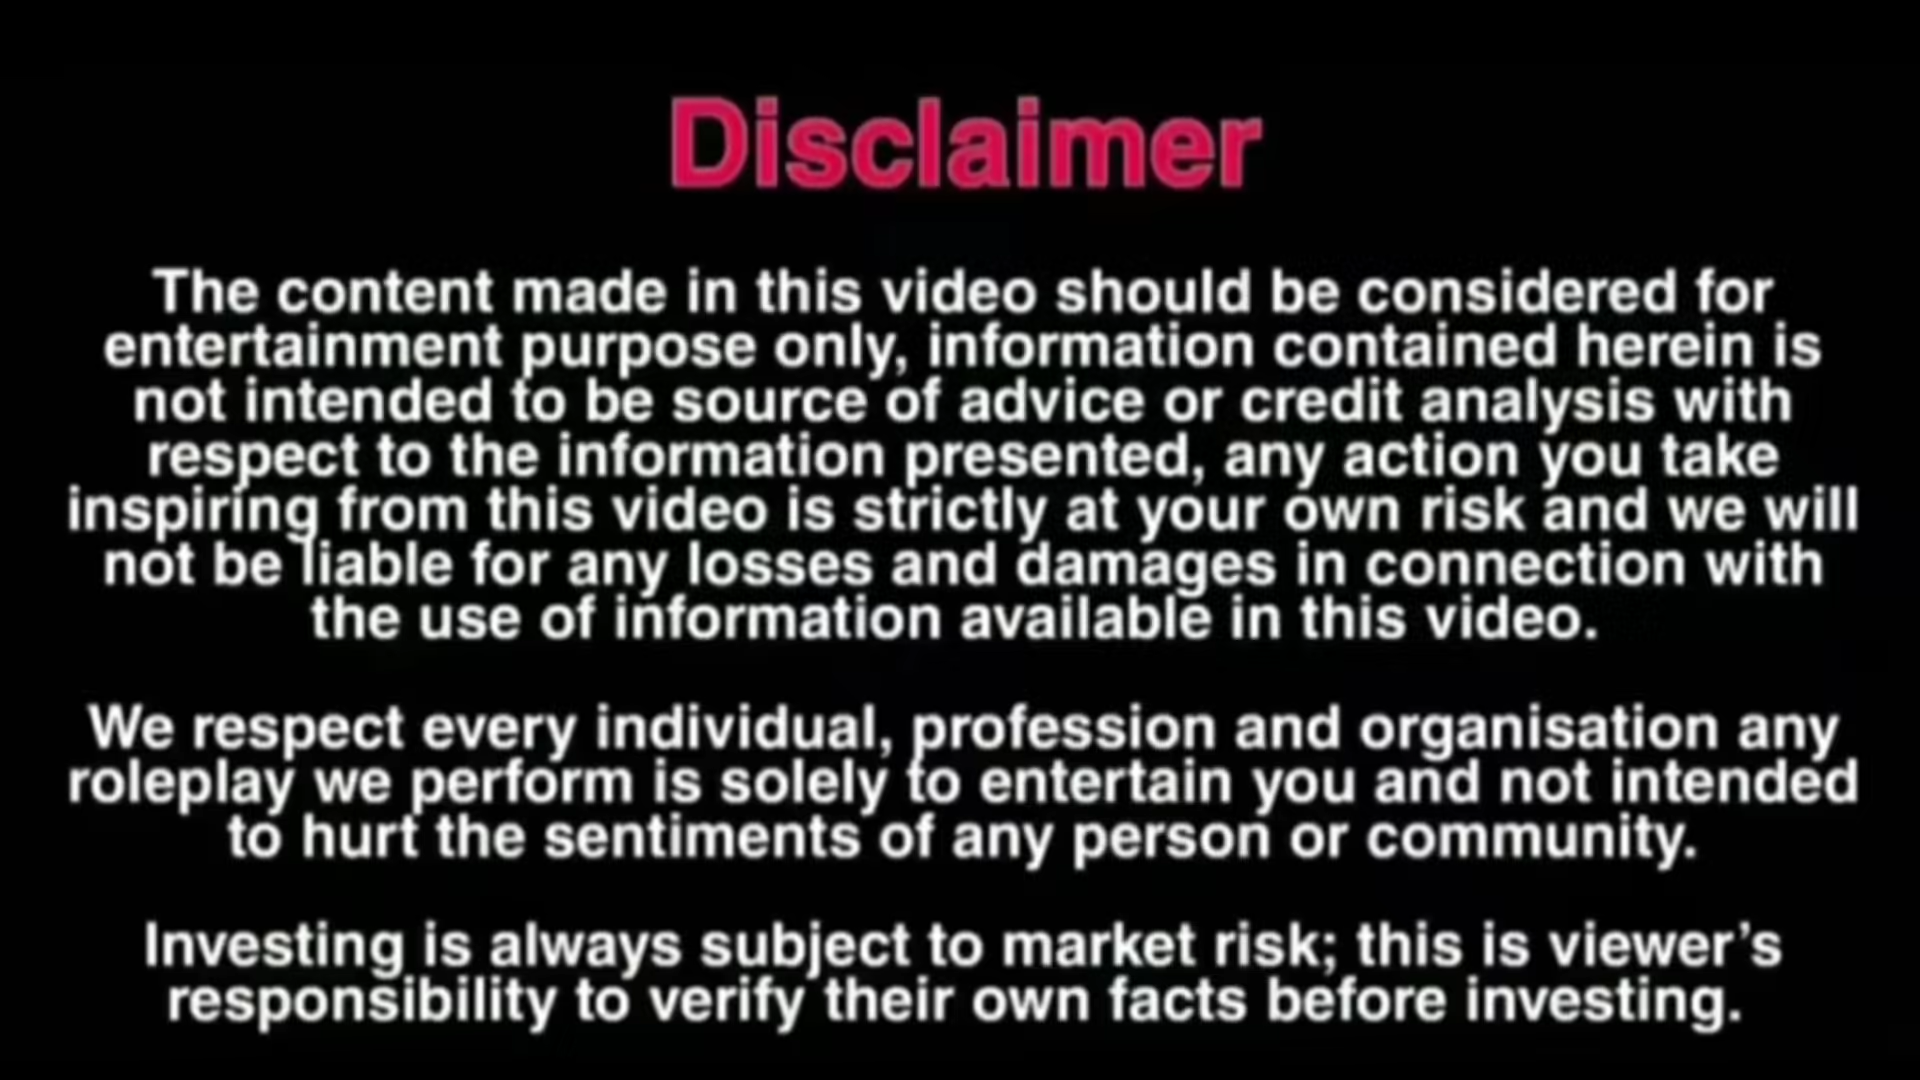 Disclaimer
The content made in this video should be considered for
entertainment purpose only, information contained herein is
not intended to be source of advice or credit analysis with
respect to the information presented, any action you take
inspiring from this video is strictly at your own risk and we will
not be liable for any losses and damages in connection with
the use of information available in this video.
We respect every individual, profession and organisation any
roleplay we perform is solely to entertain you and not intended
to hurt the sentiments of any person or community.
Investing is always subject to market risk; this is viewer’s
responsibility to verify their own facts before investing.